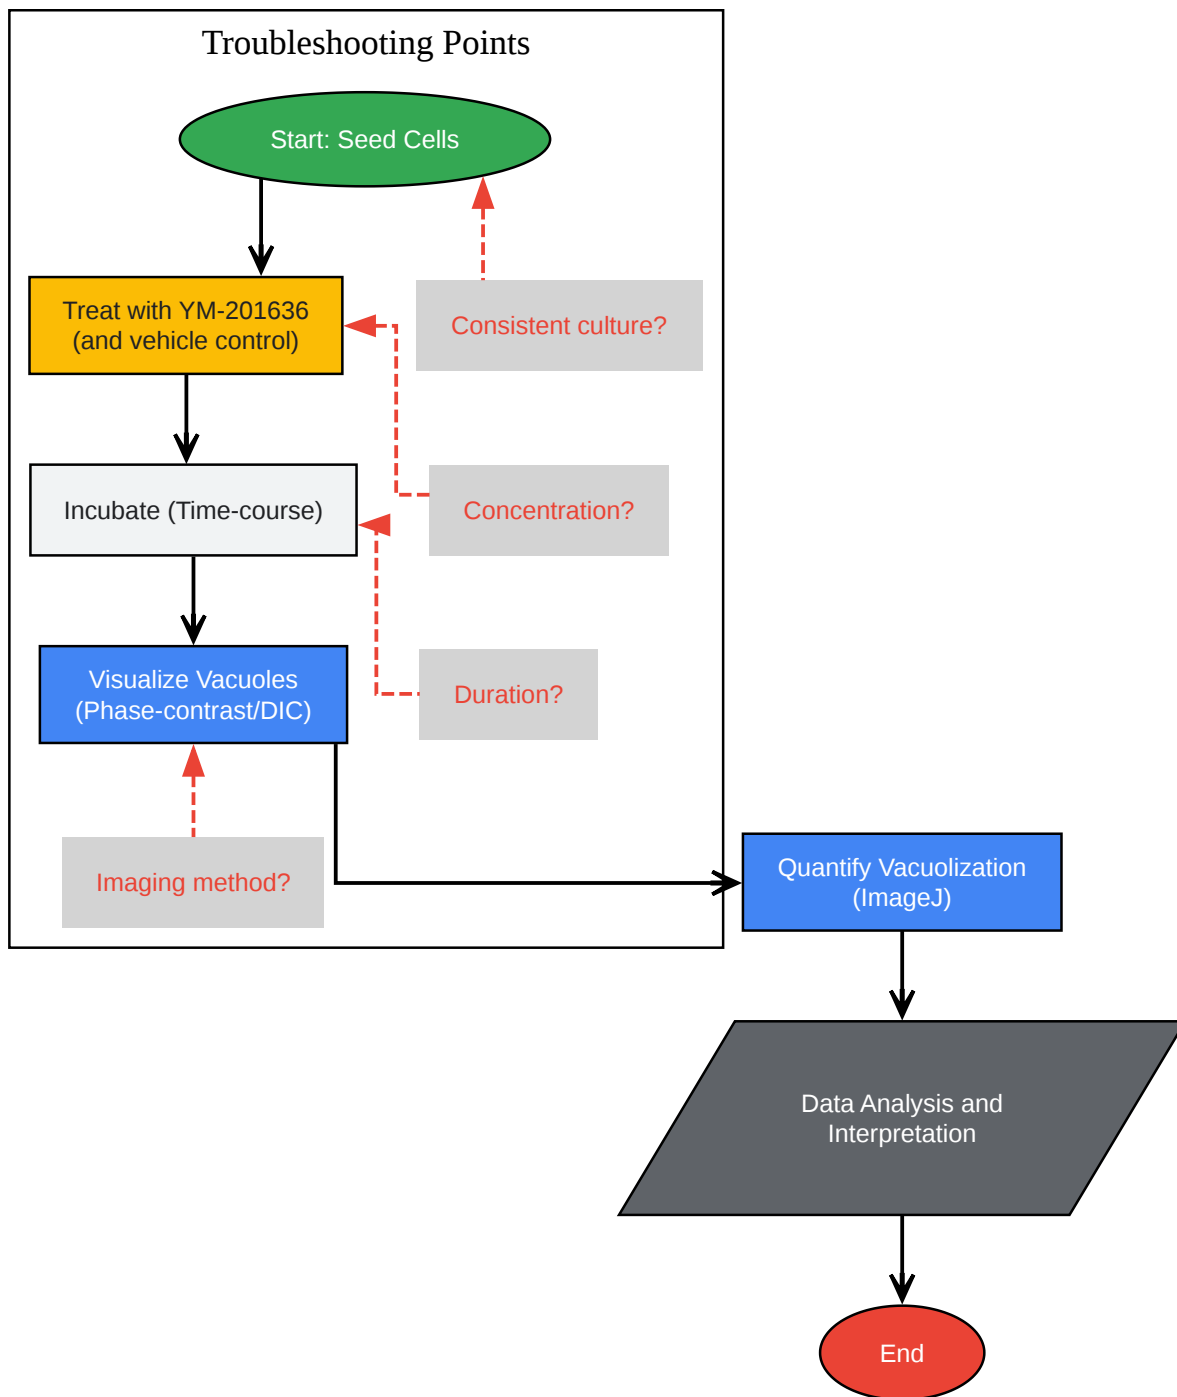 Troubleshooting Points
Start: Seed Cells
Treat with YM-201636
(and vehicle control)
Consistent culture?
Incubate (Time-course)
Concentration?
Visualize Vacuoles
(Phase-contrast/DIC)
Duration?
Imaging method?
Quantify Vacuolization
(ImageJ)
Data Analysis and
Interpretation
End